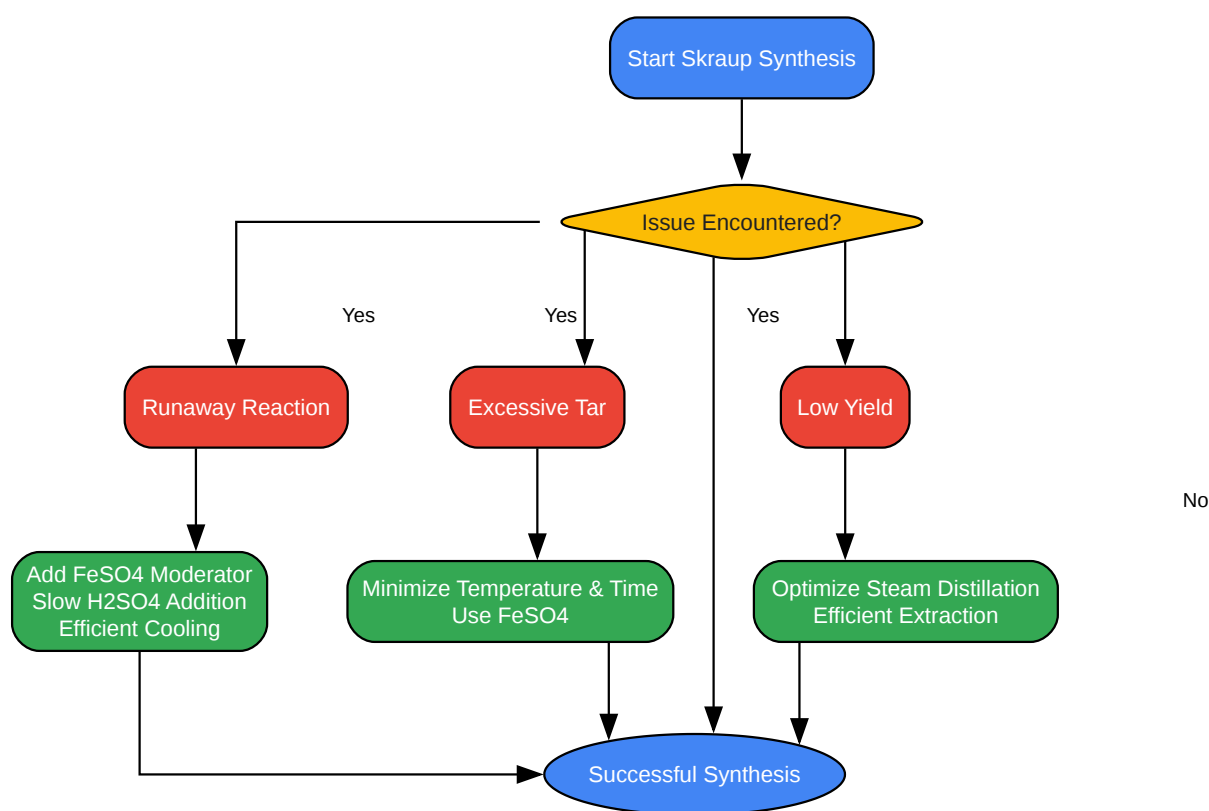 Start Skraup Synthesis
Issue Encountered?
Yes
Yes
Yes
Runaway Reaction
Excessive Tar
Low Yield
No
Add FeSO4 Moderator
Slow H2SO4 Addition
Efficient Cooling
Minimize Temperature & Time
Use FeSO4
Optimize Steam Distillation
Efficient Extraction
Successful Synthesis